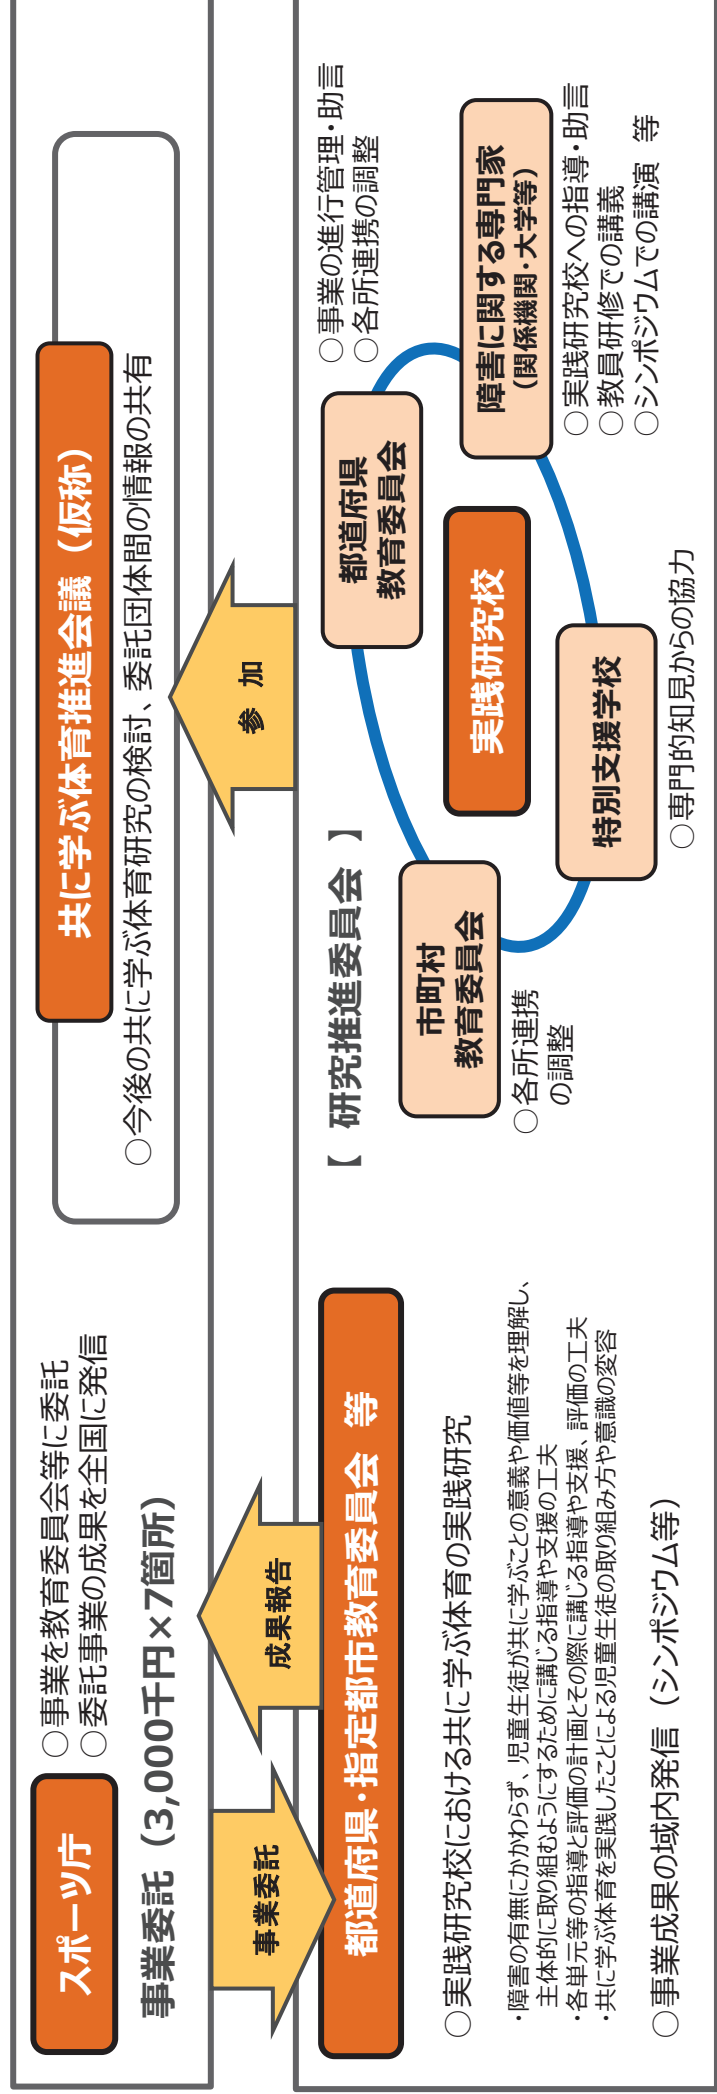 スポーツ庁
○事業を教育委員会等に委託
○委託事業の成果を全国に発信
事業委託（3,000千円×7箇所）
共に学ぶ体育推進会議（仮称）
○今後の共に学ぶ体育研究の検討、委託団体間の情報の共有
事業委託
成果報告
参 加
都道府県・指定都市教育委員会 等
○実践研究校における共に学ぶ体育の実践研究
・障害の有無にかかわらず、児童生徒が共に学ぶことの意義や価値等を理解し、
主体的に取り組むようにするために講じる指導や支援の工夫
・各単元等の指導と評価の計画とその際に講じる指導や支援、評価の工夫
・共に学ぶ体育を実践したことによる児童生徒の取り組み方や意識の変容
○事業成果の域内発信（シンポジウム等）
【 研究推進委員会 】
都道府県
教育委員会
○事業の進行管理・助言
○各所連携の調整
市町村
教育委員会
○各所連携
の調整
実践研究校
障害に関する専門家
（関係機関・大学等）
○実践研究校への指導・助言
○教員研修での講義
○シンポジウムでの講演 等
特別支援学校
○専門的知見からの協力